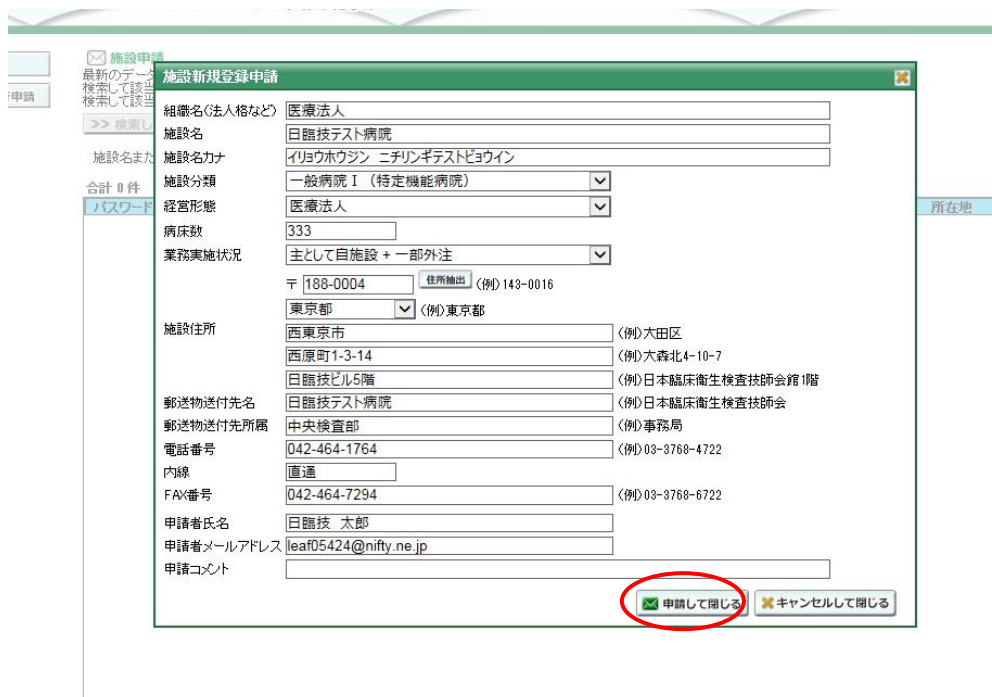 施設申請
最新のデータ
検索して該当
検索して該当
申請
>> 検索し
施設名また
合計 0 件
パスワード
所在地
施設新規登録申請
組織名(法人格など) 医療法人
施設名 日臨技テスト病院
施設名カナ イリョウホウジン ニチリンギテストビョウイン
施設分類 一般病院Ⅰ（特定機能病院）
経営形態 医療法人
病床数 333
業務実施状況 主として自施設 + 一部外注
〒 188-0004 住所抽出 (例)143-0016
東京都 (例)東京都
施設住所 西東京市 (例)大田区
西原町1-3-14 (例)大森北4-10-7
日臨技ビル5階 (例)日本臨床衛生検査技師会館1階
郵送物送付先名 日臨技テスト病院 (例)日本臨床衛生検査技師会
郵送物送付先所属 中央検査部 (例)事務局
電話番号 042-464-1764 (例)03-3768-4722
内線 直通
FAX番号 042-464-7294 (例)03-3768-6722
申請者氏名 日臨技 太郎
申請者メールアドレス leaf05424@nifty.ne.jp
申請コメント
申請して閉じる キャンセルして閉じる